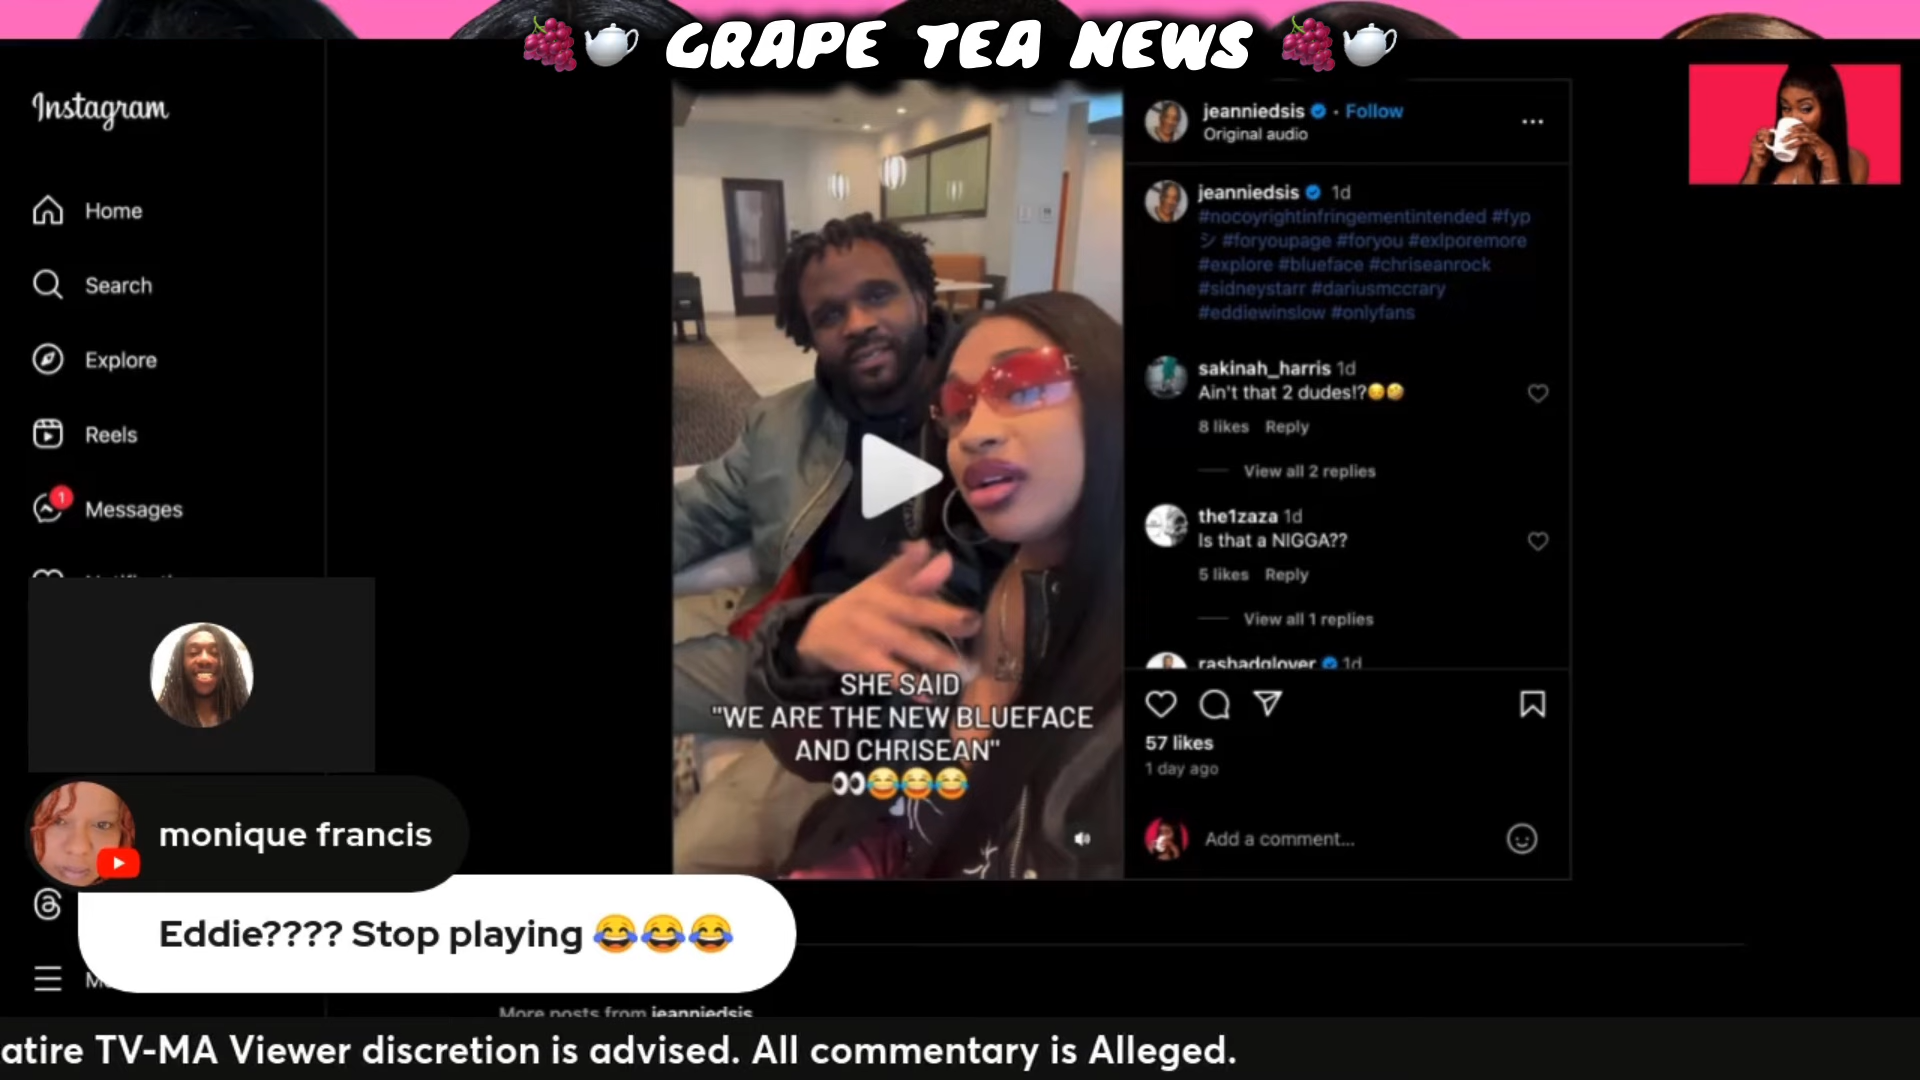 GRAPE TEA NEWS
Instagram
Home
Search
Explore
Reels
1
Messages
jeanniedsis • Follow
Original audio
jeanniedsis 1d
#nocoyrightinfringementintended #fyp
シ #foryoupage #foryou #exlporemore
#explore #blueface #chriseanrock
#sidneystarr #dariusmccrary
#eddiewinslow #onlyfans
sakinah_harris 1d
Ain't that 2 dudes!?😏🤣
8 likes Reply
View all 2 replies
the1zaza 1d
Is that a NIGGA??
5 likes Reply
View all 1 replies
rashadglover 1d
57 likes
1 day ago
Add a comment...
SHE SAID
"WE ARE THE NEW BLUEFACE
AND CHRISEAN"
👀😂😂😂
monique francis
Eddie???? Stop playing 😂😂😂
More posts from jeanniedsis
atire TV-MA Viewer discretion is advised. All commentary is Alleged.